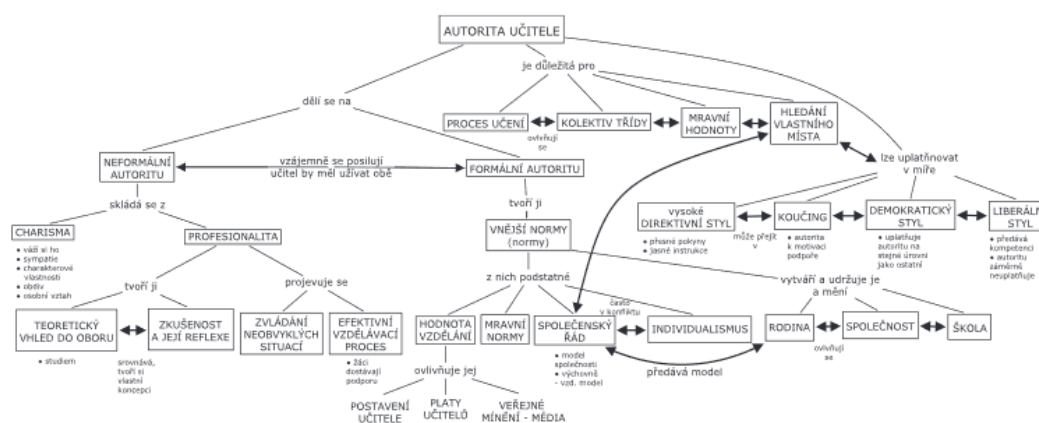 AUTORITA UČITELE
je důležitá pro
dělí se na
PROCES UČENÍ
KOLEKTIV TŘÍDY
MRAVNÍ
HODNOTY
HLEDÁNÍ
VLASTNÍHO
MÍSTA
ovlivňují
se
NEFORMÁLNÍ
AUTORITU
vzájemně se posilují
učitel by měl užívat obě
FORMÁLNÍ AUTORITU
lze uplatňovat
v míře
skládá se z
tvoří ji
vysoké
DIREKTIVNÍ STYL
KOUČING
DEMOKRATICKÝ
STYL
LIBERÁLNÍ
STYL
• přesné pokyny
• jasné instrukce
může přejít
v
• autorita
k motivaci
podpoře
• uplatňuje
autoritu na
stejné úrovni
jako ostatní
• předává
kompetenci
• autoritu
záměrně
neuplatňuje
CHARISMA
• váží si ho
• sympatie
• charakterové
vlastnosti
• obdiv
• osobní vztah
PROFESIONALITA
VNĚJŠÍ NORMY
(normy)
tvoří ji
projevuje se
z nich podstatné
vytváří a udržuje je
a mění
TEORETICKÝ
VHLED DO OBORU
ZKUŠENOST
A JEJÍ REFLEXE
ZVLÁDÁNÍ
NEOBVYKLÝCH
SITUACÍ
EFEKTIVNÍ
VZDĚLÁVACÍ
PROCES
HODNOTA
VZDĚLÁNÍ
MRAVNÍ
NORMY
SPOLEČENSKÝ
ŘÁD
často
v konfliktu
INDIVIDUALISMUS
RODINA
SPOLEČNOST
ŠKOLA
• studiem
srovnává,
tvoří si
vlastní
koncepci
• žáci
dostávají
podporu
• model
společnosti
• výchovně
- vzd. model
ovlivňují
se
předává model
ovlivňuje jej
POSTAVENÍ
UČITELE
PLATY
UČITELŮ
VEŘEJNÉ
MÍNĚNÍ - MÉDIA